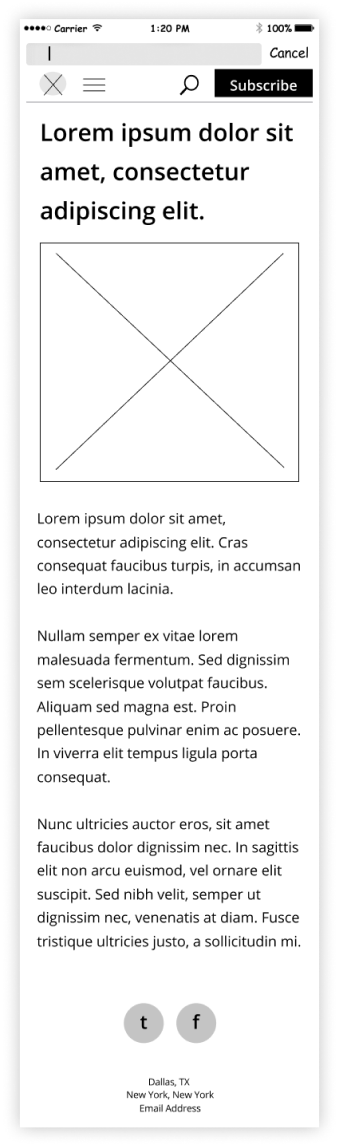 Carrier 1:20 PM 100%
Cancel
Subscribe
Lorem ipsum dolor sit
amet, consectetur
adipiscing elit.
Lorem ipsum dolor sit amet,
consectetur adipiscing elit. Cras
consequat faucibus turpis, in accumsan
leo interdum lacinia.
Nullam semper ex vitae lorem
malesuada fermentum. Sed dignissim
sem scelerisque volutpat faucibus.
Aliquam sed magna est. Proin
pellentesque pulvinar enim ac posuere.
In viverra elit tempus ligula porta
consequat.
Nunc ultricies auctor eros, sit amet
faucibus dolor dignissim nec. In sagittis
elit non arcu euismod, vel ornare elit
suscipit. Sed nibh velit, semper ut
dignissim nec, venenatis at diam. Fusce
tristique ultricies justo, a sollicitudin mi.
t f
Dallas, TX
New York, New York
Email Address